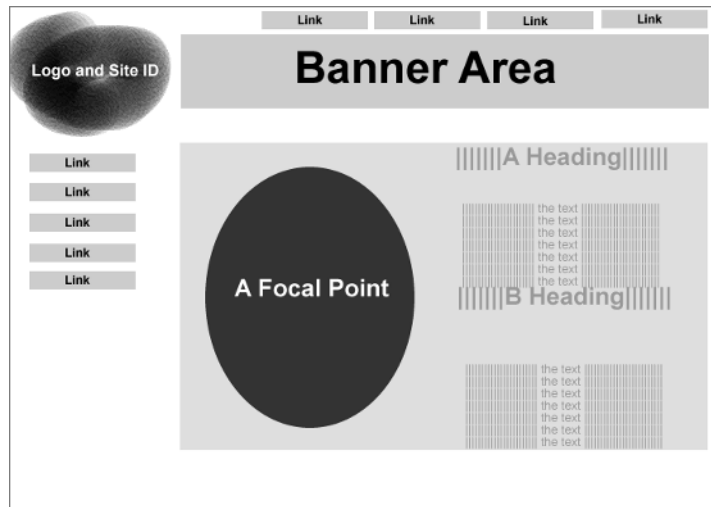 Link Link Link Link
Logo and Site ID
Banner Area
Link
Link
Link
Link
Link
A Focal Point
|||||||A Heading|||||||
the text
the text
the text
the text
the text
the text
the text
|||||||B Heading|||||||
the text
the text
the text
the text
the text
the text
the text